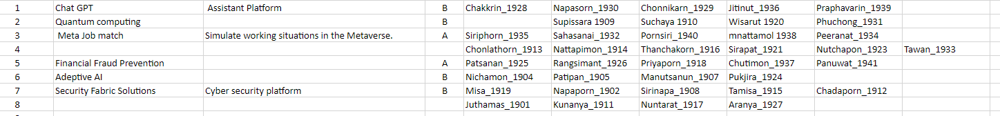 1 Chat GPT Assistant Platform B Chakkrin_1928 Napasorn_1930 Chonnikarn_1929 Jitinut_1936 Praphavarin_1939
2 Quantum computing B Supissara 1909 Suchaya 1910 Wisarut 1920 Phuchong_1931
3 Meta Job match Simulate working situations in the Metaverse. A Siriphorn_1935 Sahasanai_1932 Pornsiri_1940 mnattamol 1938 Peeranat_1934
4 Chonlathorn_1913 Nattapimon_1914 Thanchakorn_1916 Sirapat_1921 Nutchapon_1923 Tawan_1933
5 Financial Fraud Prevention A Patsanan_1925 Rangsimant_1926 Priyaporn_1918 Chutimon_1937 Panuwat_1941
6 Adeptive AI B Nichamon_1904 Patipan_1905 Manutsanun_1907 Pukjira_1924
7 Security Fabric Solutions Cyber security platform B Misa_1919 Napaporn_1902 Sirinapa_1908 Tamisa_1915 Chadaporn_1912
8 Juthamas_1901 Kunanya_1911 Nuntarat_1917 Aranya_1927